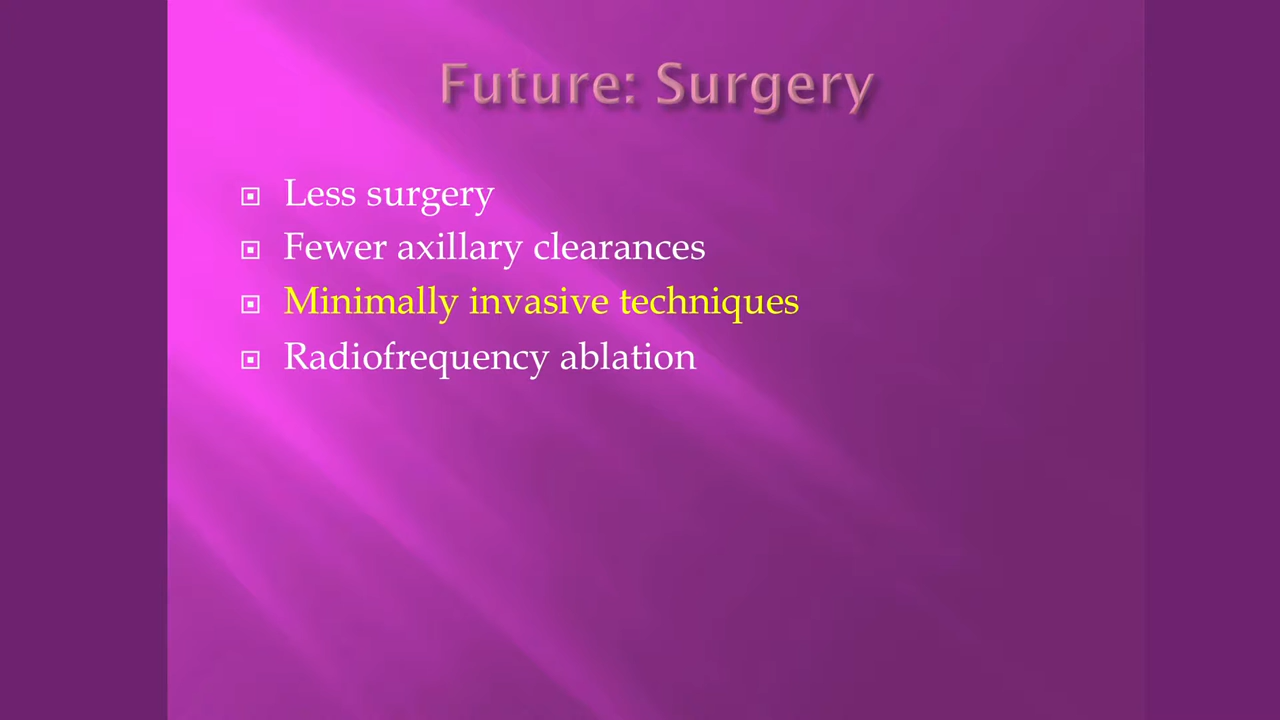 Future: Surgery
Less surgery
Fewer axillary clearances
Minimally invasive techniques
Radiofrequency ablation